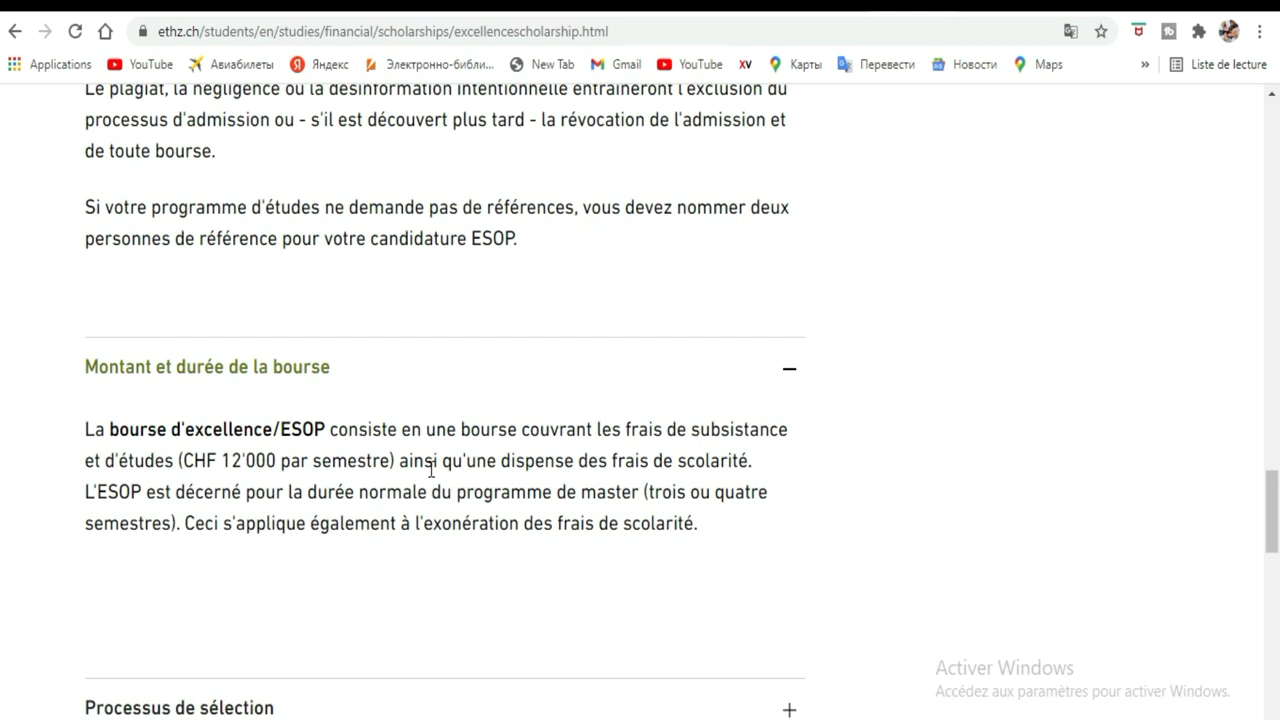 ethz.ch/students/en/studies/financial/scholarships/excellencescholarship.html
Applications YouTube Авиабилеты Яндекс Электронно-библи... New Tab Gmail YouTube XV Карты Перевести Новости Maps » Liste de lecture
Le plagiat, la négligence ou la désinformation intentionnelle entraîneront l'exclusion du
processus d'admission ou - s'il est découvert plus tard - la révocation de l'admission et
de toute bourse.
Si votre programme d'études ne demande pas de références, vous devez nommer deux
personnes de référence pour votre candidature ESOP.
Montant et durée de la bourse
La bourse d'excellence/ESOP consiste en une bourse couvrant les frais de subsistance
et d'études (CHF 12'000 par semestre) ainsi qu'une dispense des frais de scolarité.
L'ESOP est décerné pour la durée normale du programme de master (trois ou quatre
semestres). Ceci s'applique également à l'exonération des frais de scolarité.
Activer Windows
Accédez aux paramètres pour activer Windows.
Processus de sélection